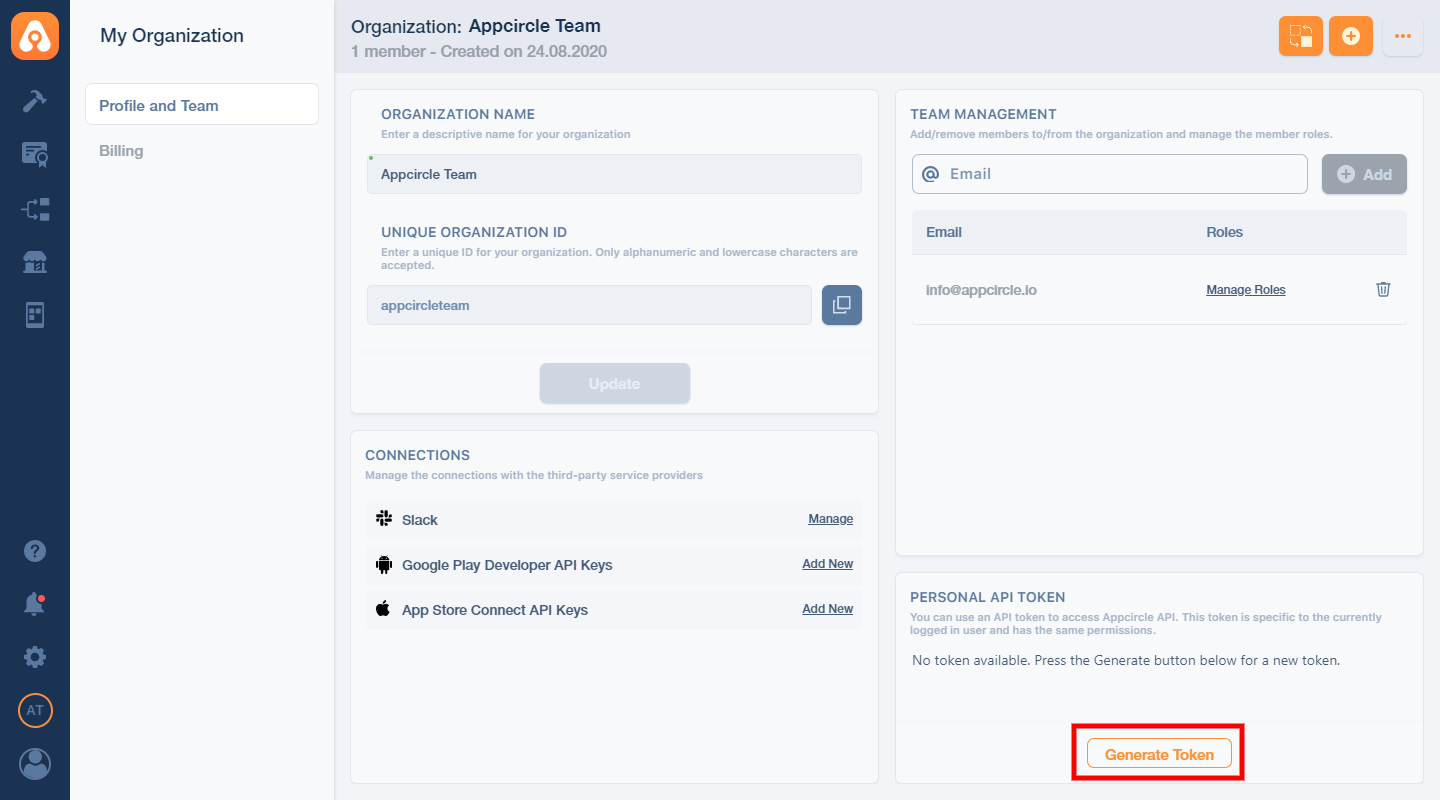 My Organization
Profile and Team
Billing
AT
Organization: Appcircle Team
1 member - Created on 24.08.2020
ORGANIZATION NAME
Enter a descriptive name for your organization
Appcircle Team
UNIQUE ORGANIZATION ID
Enter a unique ID for your organization. Only alphanumeric and lowercase characters are
accepted.
appcircleteam
Update
CONNECTIONS
Manage the connections with the third-party service providers
Slack Manage
Google Play Developer API Keys Add New
App Store Connect API Keys Add New
TEAM MANAGEMENT
Add/remove members to/from the organization and manage the member roles.
@ Email Add
Email Roles
info@appcircle.io Manage Roles
PERSONAL API TOKEN
You can use an API token to access Appcircle API. This token is specific to the currently
logged in user and has the same permissions.
No token available. Press the Generate button below for a new token.
Generate Token